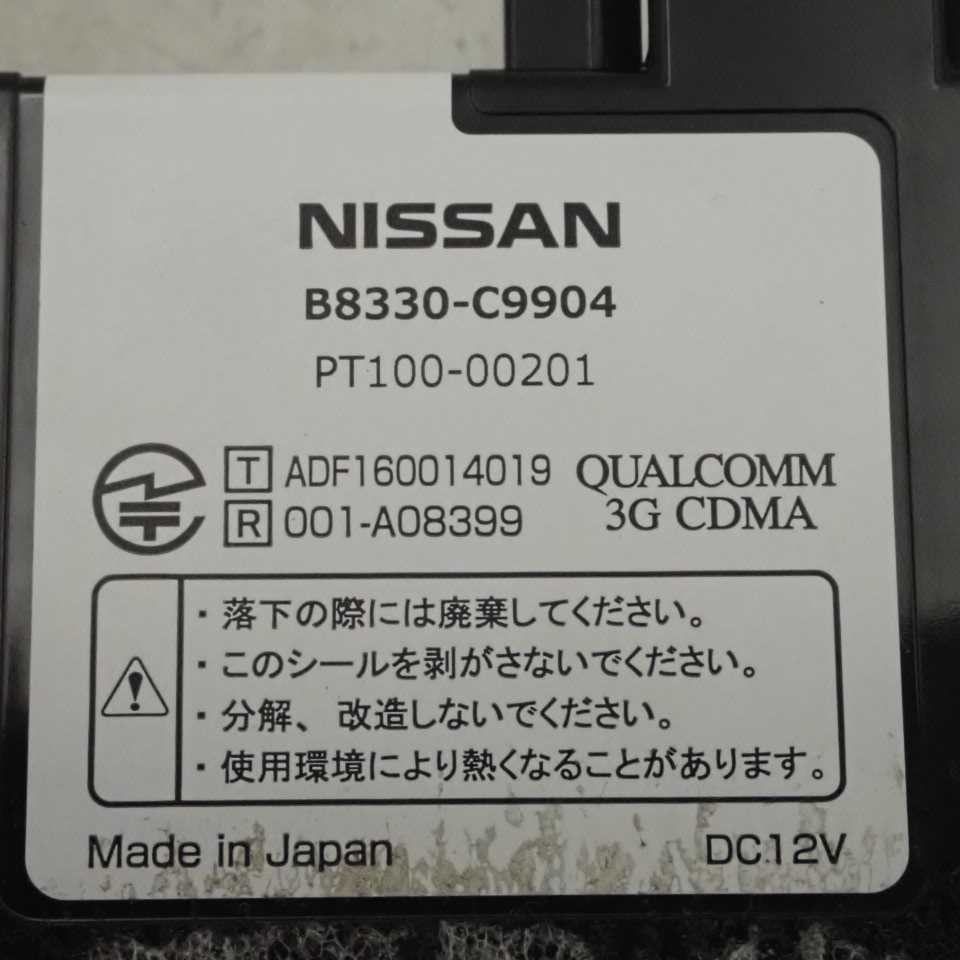 NISSAN
B8330-C9904
PT100-00201
T ADF160014019
R 001-A08399
QUALCOMM
3G CDMA
・落下の際には廃棄してください。
・このシールを剥がさないでください。
・分解、改造しないでください。
・使用環境により熱くなることがあります。
Made in Japan
DC12V